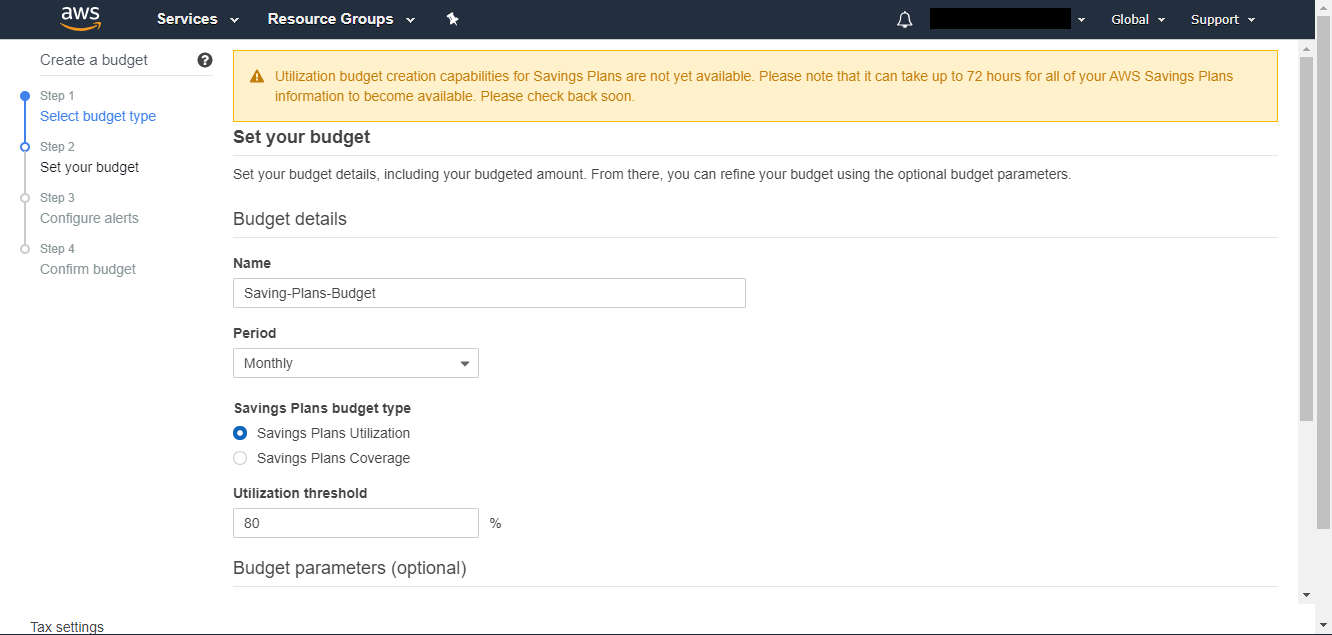 aws Services Resource Groups Global Support
Create a budget
Step 1
Select budget type
Step 2
Set your budget
Step 3
Configure alerts
Step 4
Confirm budget
Utilization budget creation capabilities for Savings Plans are not yet available. Please note that it can take up to 72 hours for all of your AWS Savings Plans
information to become available. Please check back soon.
Set your budget
Set your budget details, including your budgeted amount. From there, you can refine your budget using the optional budget parameters.
Budget details
Name
Saving-Plans-Budget
Period
Monthly
Savings Plans budget type
Savings Plans Utilization
Savings Plans Coverage
Utilization threshold
80 %
Budget parameters (optional)
Tax settings